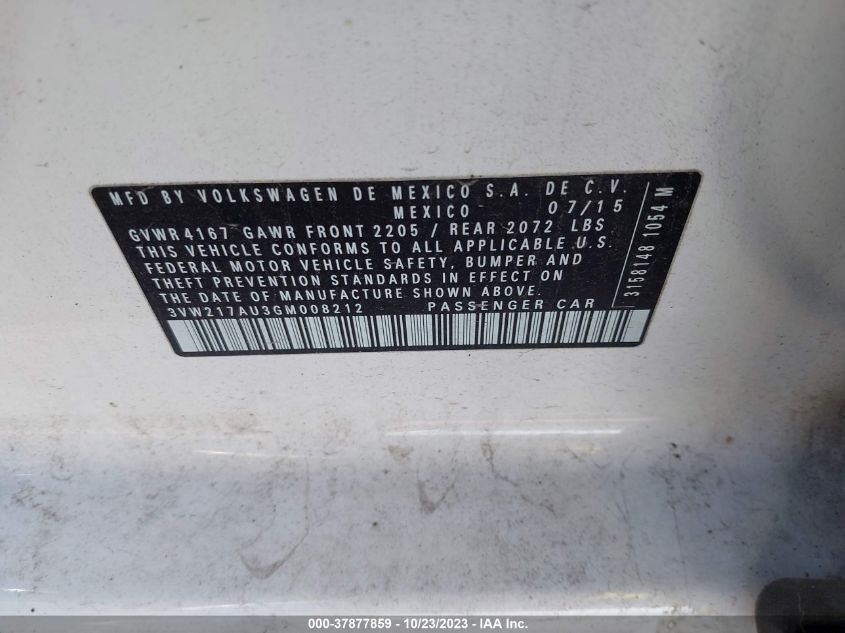 MFD BY VOLKSWAGEN DE MEXICO S.A. DE C.V.
MEXICO 07/15
GVWR 4167 GAWR FRONT 2205 / REAR 2072 LBS
THIS VEHICLE CONFORMS TO ALL APPLICABLE U.S.
FEDERAL MOTOR VEHICLE SAFETY, BUMPER AND
THEFT PREVENTION STANDARDS IN EFFECT ON
THE DATE OF MANUFACTURE SHOWN ABOVE.
3VW217AU3GM008212 PASSENGER CAR
3158148 1054 M
000-37877859 - 10/23/2023 - IAA Inc.